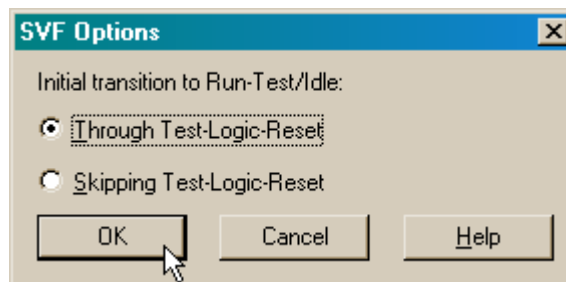 SVF Options
Initial transition to Run-Test/Idle:
Through Test-Logic-Reset
Skipping Test-Logic-Reset
OK Cancel Help